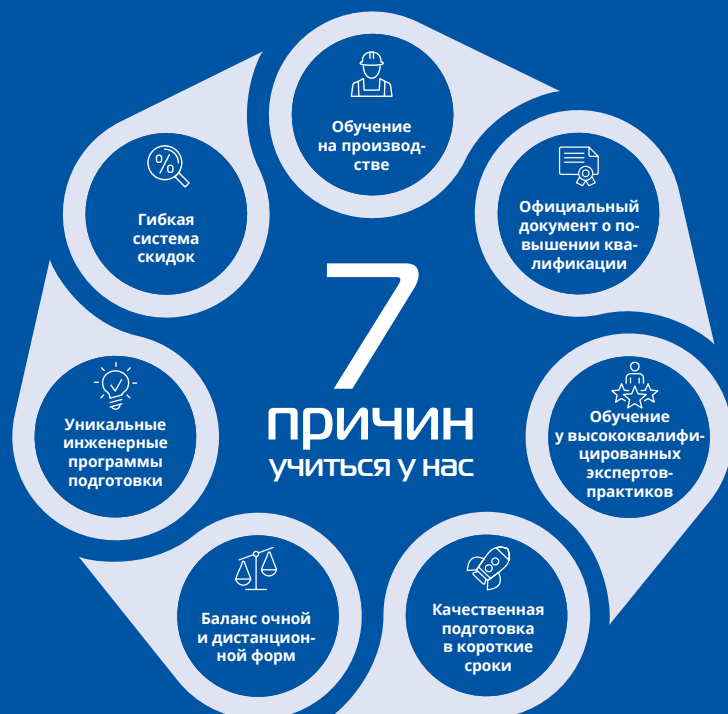 Обучение
на производ-
стве
Официальный
документ о по-
вышении ква-
лификации
Обучение
у высококвалифи-
цированных
экспертов-
практиков
Качественная
подготовка
в короткие
сроки
Баланс очной
и дистанцион-
ной форм
Уникальные
инженерные
программы
подготовки
Гибкая
система
скидок
%
7
причин
учиться у нас